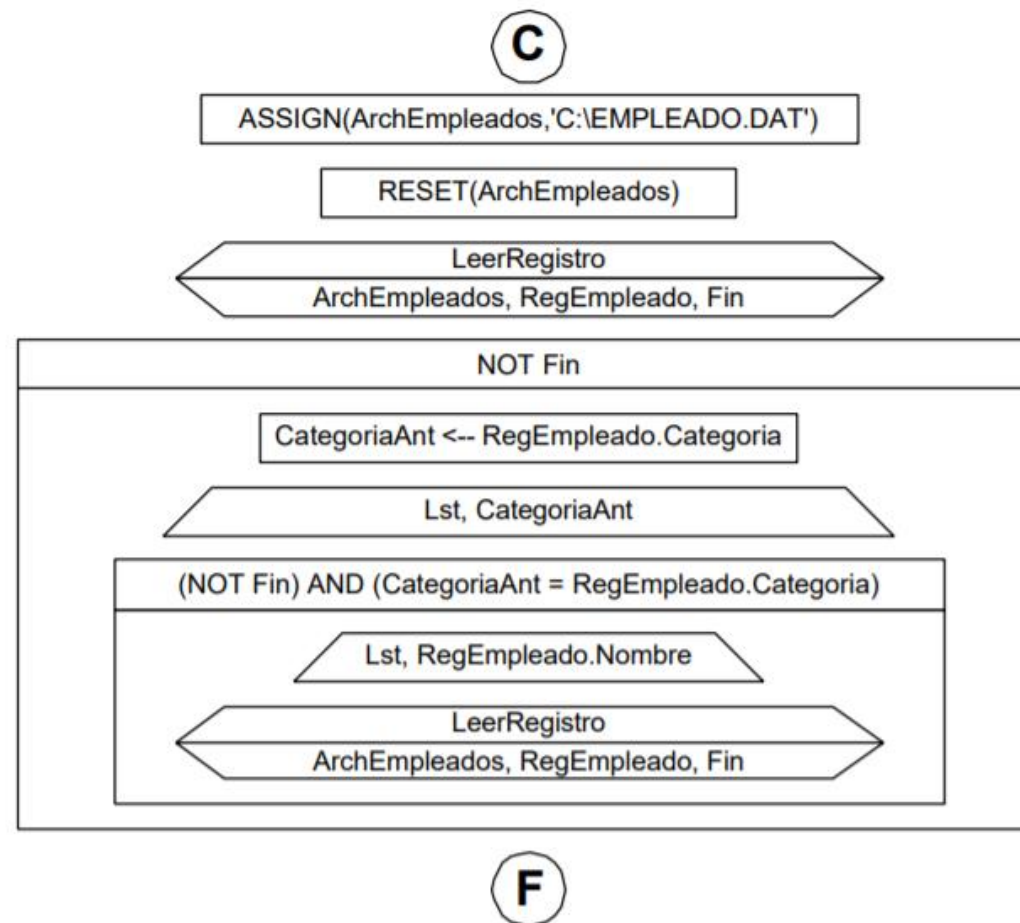 C
ASSIGN(ArchEmpleados,'C:\EMPLEADO.DAT')
RESET(ArchEmpleados)
LeerRegistro
ArchEmpleados, RegEmpleado, Fin
NOT Fin
CategoriaAnt <-- RegEmpleado.Categoria
Lst, CategoriaAnt
(NOT Fin) AND (CategoriaAnt = RegEmpleado.Categoria)
Lst, RegEmpleado.Nombre
LeerRegistro
ArchEmpleados, RegEmpleado, Fin
F